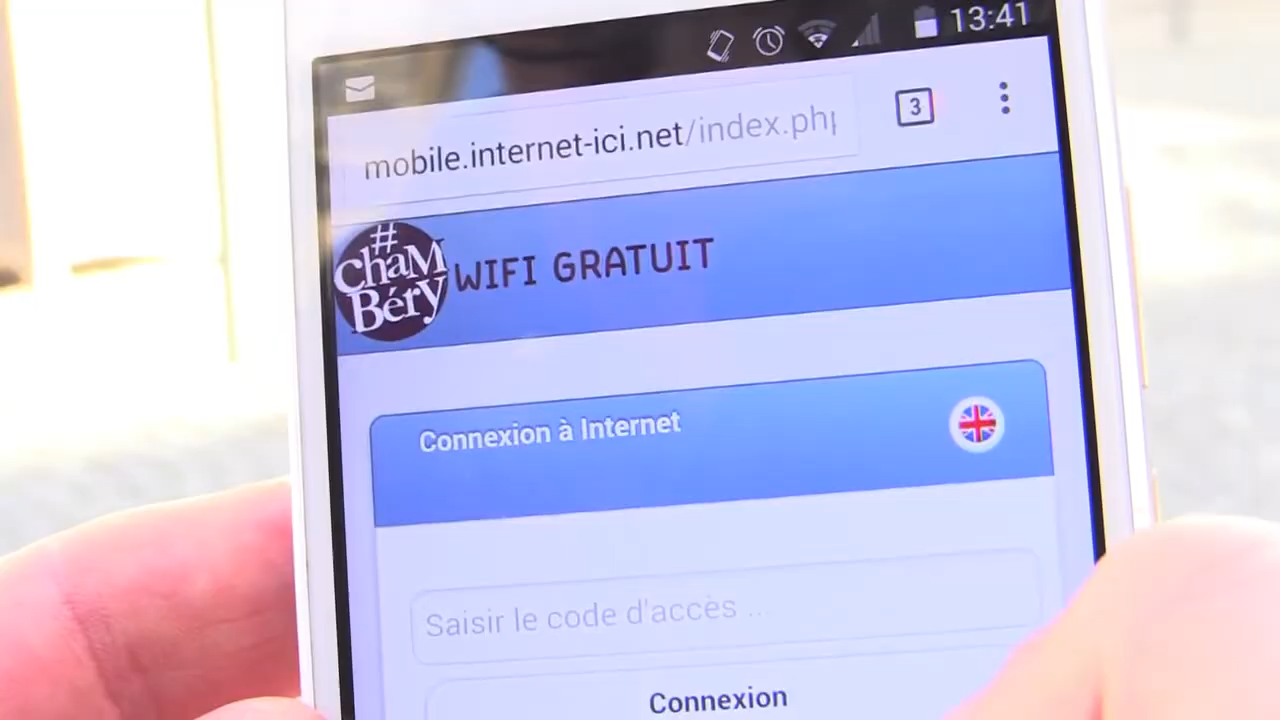 13:41
mobile.internet-ici.net/index.php
3
#
chaM
Béry
WIFI GRATUIT
Connexion à Internet
Saisir le code d'accès ...
Connexion